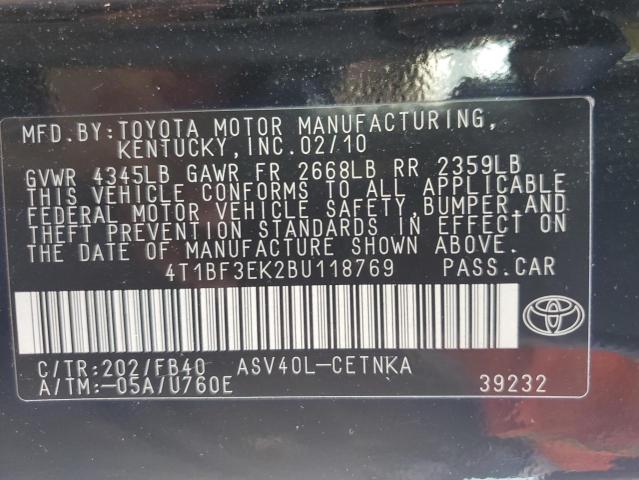 MFD.BY:TOYOTA MOTOR MANUFACTURING,
KENTUCKY,INC.02/10
GVWR 4345LB GAWR FR 2668LB RR 2359LB
THIS VEHICLE CONFORMS TO ALL APPLICABLE
FEDERAL MOTOR VEHICLE SAFETY,BUMPER,AND
THEFT PREVENTION STANDARDS IN EFFECT ON
THE DATE OF MANUFACTURE SHOWN ABOVE.
4T1BF3EK2BU118769 PASS.CAR
C/TR:202/FB40 ASV40L-CETNKA
A/TM:-05A/U760E 39232